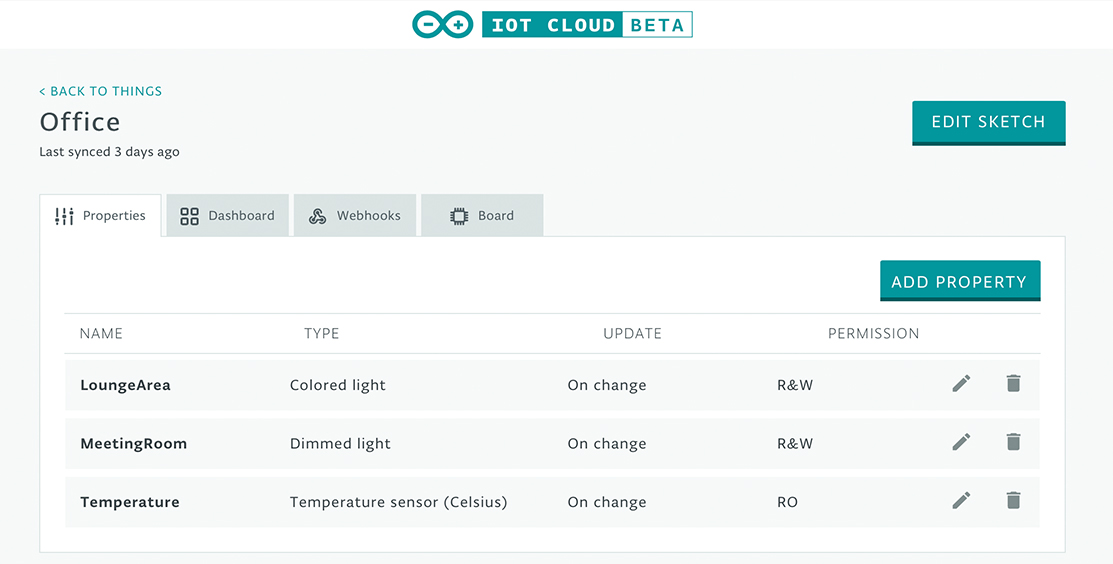 IOT CLOUD BETA
< BACK TO THINGS
Office
Last synced 3 days ago
EDIT SKETCH
Properties Dashboard Webhooks Board
ADD PROPERTY
NAME TYPE UPDATE PERMISSION
LoungeArea Colored light On change R&W
MeetingRoom Dimmed light On change R&W
Temperature Temperature sensor (Celsius) On change RO